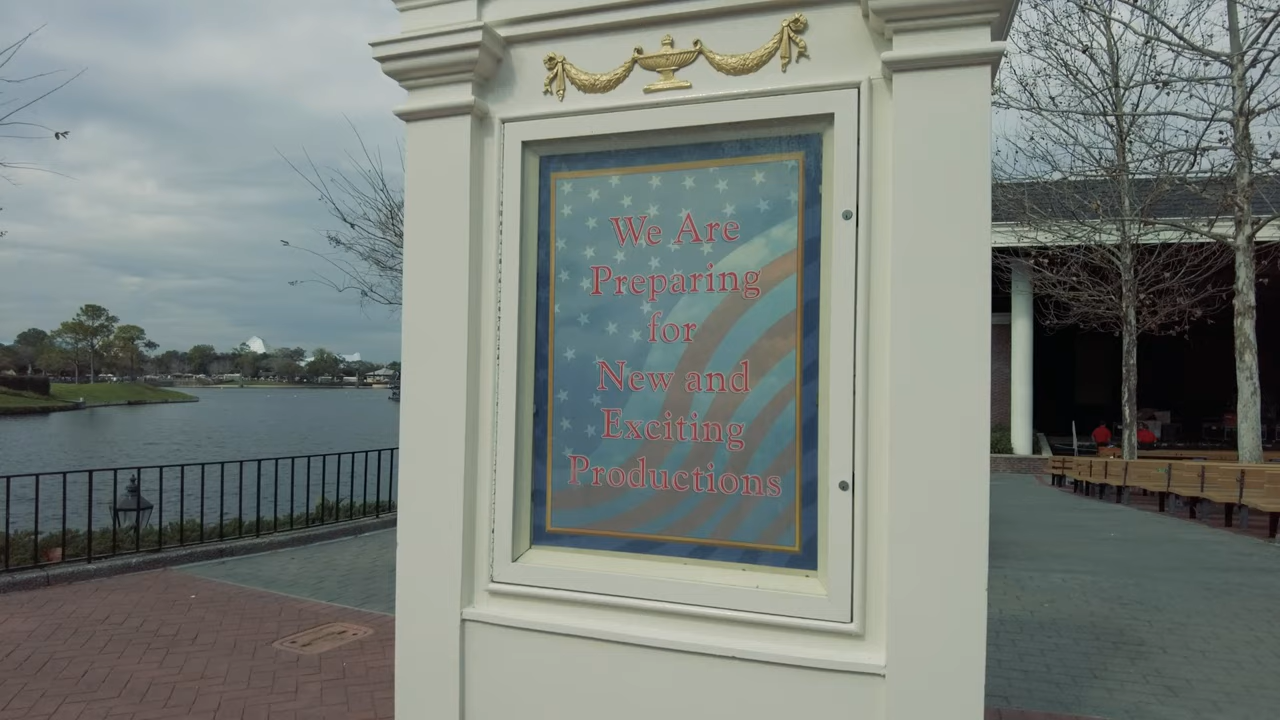 We Are
Preparing
for
New and
Exciting
Productions